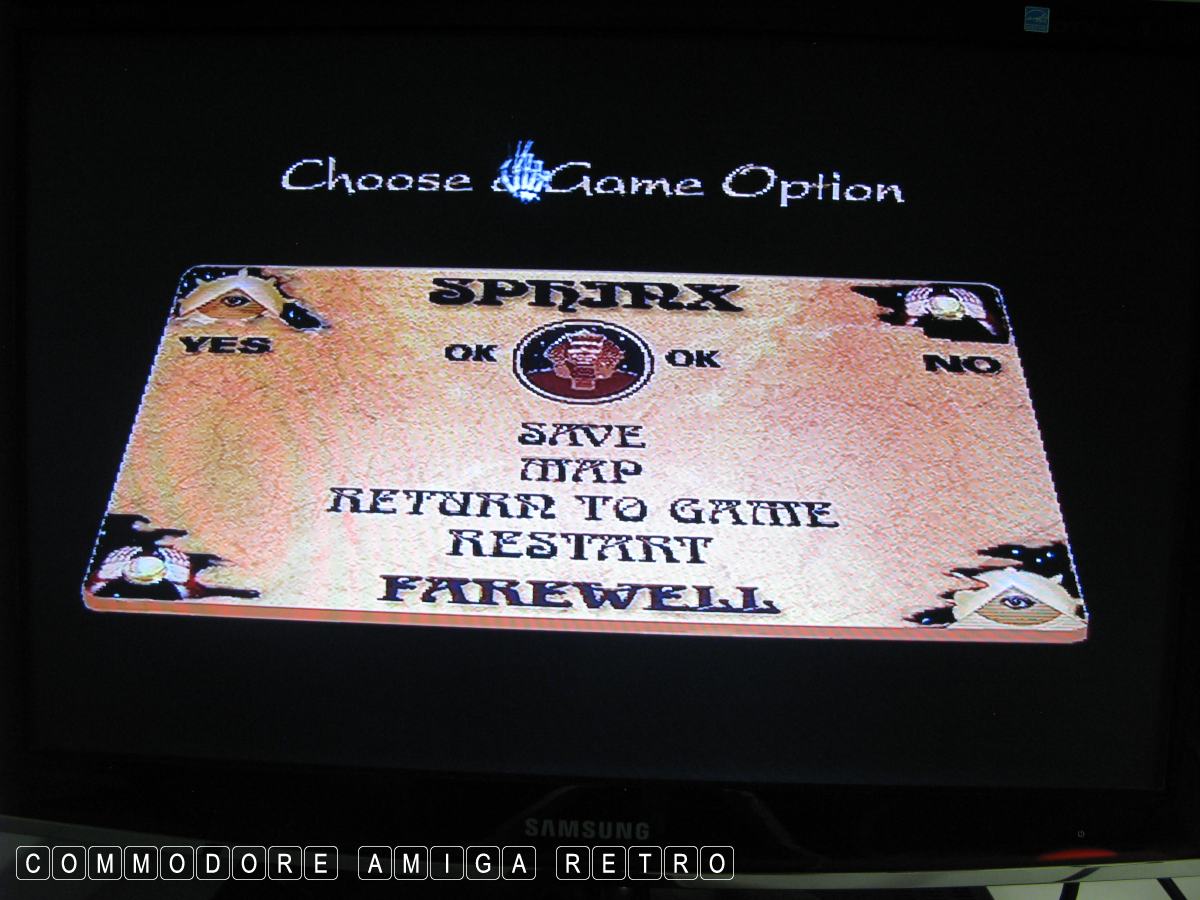 Choose a Game Option
SPHINX
YES
OK OK
NO
SAVE
MAP
RETURN TO GAME
RESTART
FAREWELL
SAMSUNG
COMMODORE AMIGA RETRO